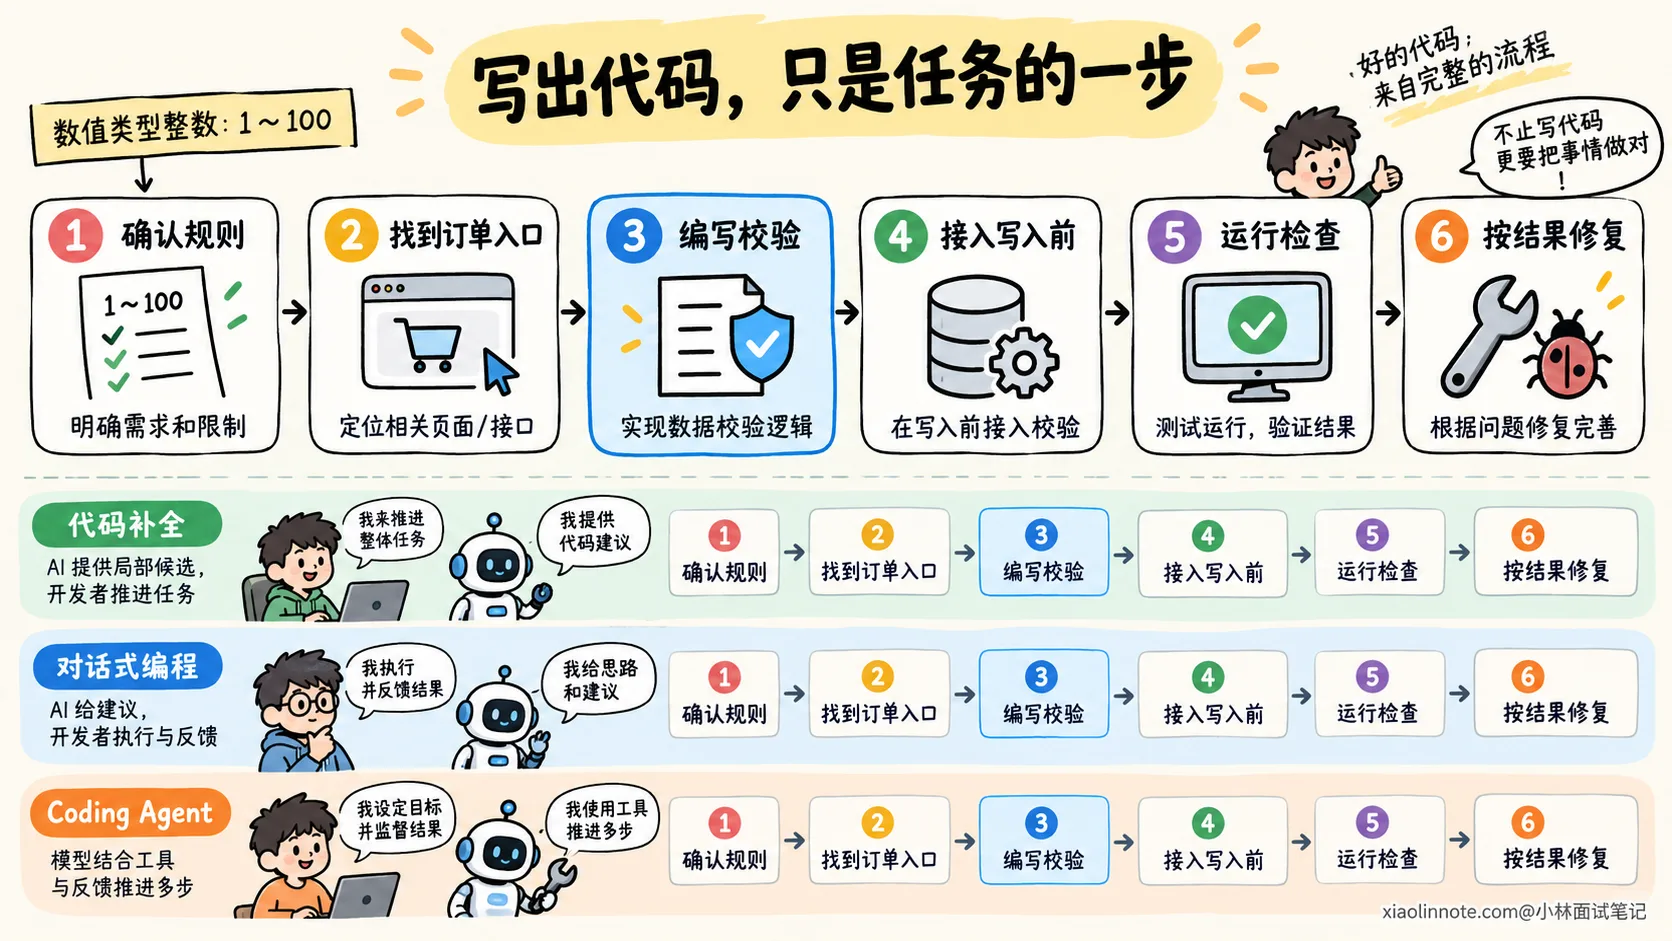 写出代码，只是任务的一步
好的代码；
来自完整的流程
不止写代码
更要把事情做对
！
数值类型整数：1～100
1 确认规则
1～100
明确需求和限制
2 找到订单入口
定位相关页面/接口
3 编写校验
实现数据校验逻辑
4 接入写入前
在写入前接入校验
5 运行检查
测试运行，验证结果
6 按结果修复
根据问题修复完善
代码补全
AI 提供局部候选，
开发者推进任务
我来推进
整体任务
我提供
代码建议
1
确认规则
2
找到订单入口
3
编写校验
4
接入写入前
5
运行检查
6
按结果修复
对话式编程
AI 给建议，
开发者执行与反馈
我执行
并反馈结果
我给思路
和建议
1
确认规则
2
找到订单入口
3
编写校验
4
接入写入前
5
运行检查
6
按结果修复
Coding Agent
模型结合工具
与反馈推进多步
我设定目标
并监督结果
我使用工具
推进多步
1
确认规则
2
找到订单入口
3
编写校验
4
接入写入前
5
运行检查
6
按结果修复
xiaolinnote.com@小林面试笔记